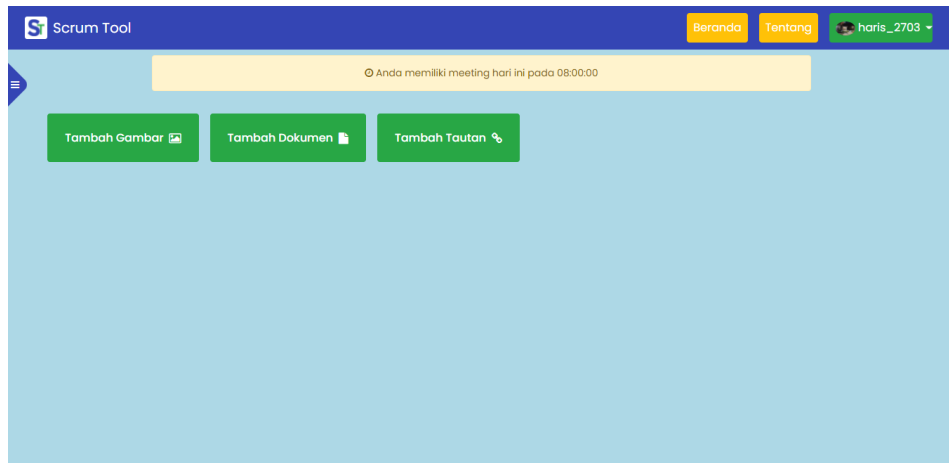 ST Scrum Tool
Beranda
Tentang
haris_2703
Anda memiliki meeting hari ini pada 08:00:00
Tambah Gambar
Tambah Dokumen
Tambah Tautan